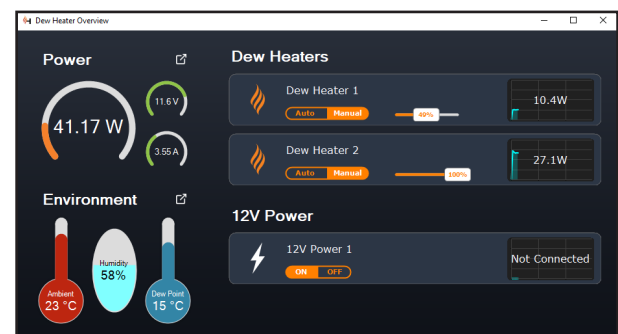 Dew Heater Overview
Power
41.17 W
11.6 V
3.55 A
Environment
Ambient
23 °C
Humidity
58%
Dew Point
15 °C
Dew Heaters
Dew Heater 1
Auto Manual
49%
10.4W
Dew Heater 2
Auto Manual
100%
27.1W
12V Power
12V Power 1
ON OFF
Not Connected